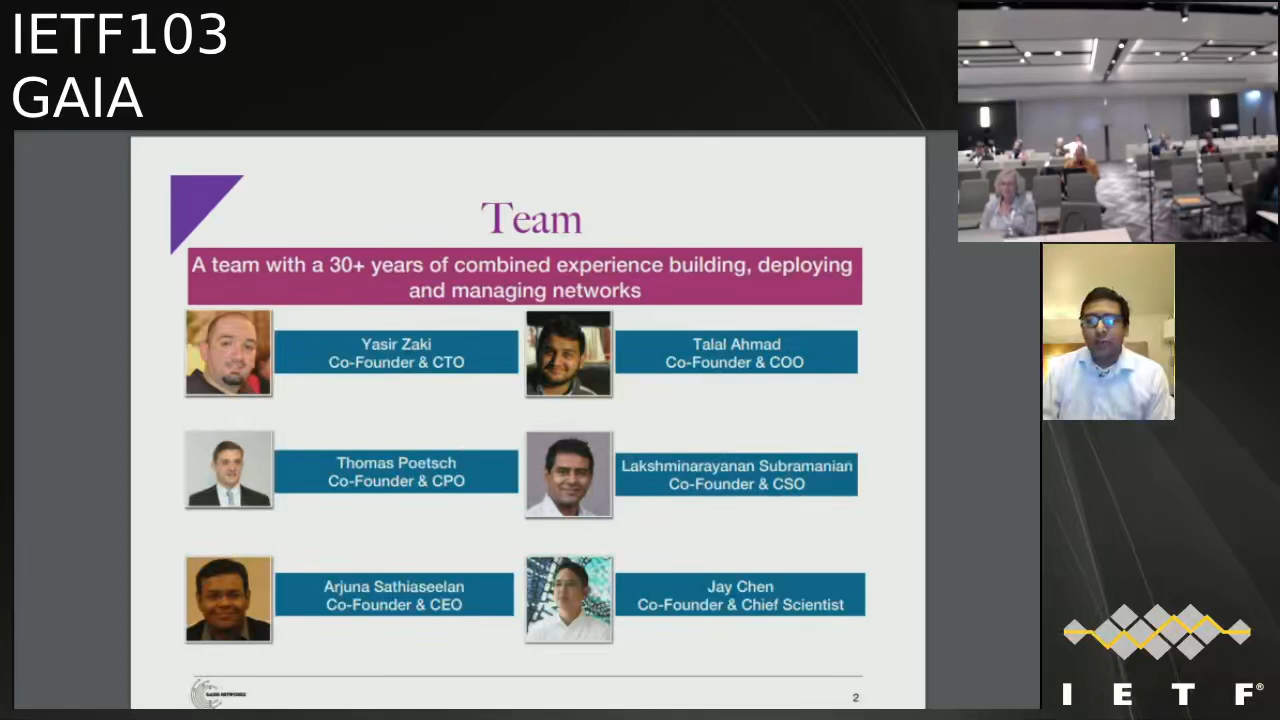 IETF103
GAIA
Team
A team with a 30+ years of combined experience building, deploying
and managing networks
Yasir Zaki
Co-Founder & CTO
Talal Ahmad
Co-Founder & COO
Thomas Poetsch
Co-Founder & CPO
Lakshminarayanan Subramanian
Co-Founder & CSO
Arjuna Sathiaseelan
Co-Founder & CEO
Jay Chen
Co-Founder & Chief Scientist
2
I E T F®